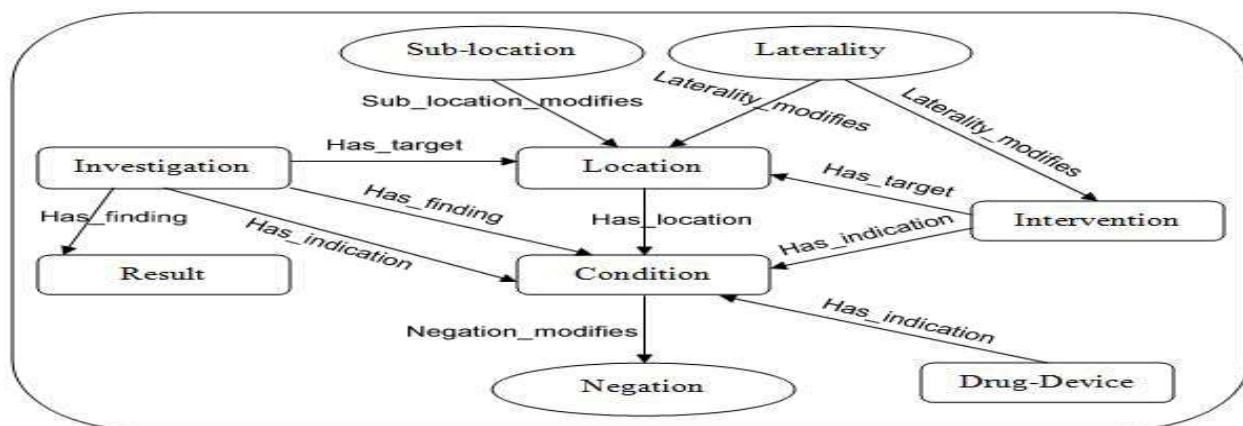 Sub-location
Laterality
Sub_location_modifies
Laterality_modifies
Laterality_modifies
Has_target
Investigation
Location
Has_target
Has_finding
Has_finding
Has_location
Intervention
Has_indication
Has_indication
Result
Condition
Has_indication
Negation_modifies
Negation
Drug-Device